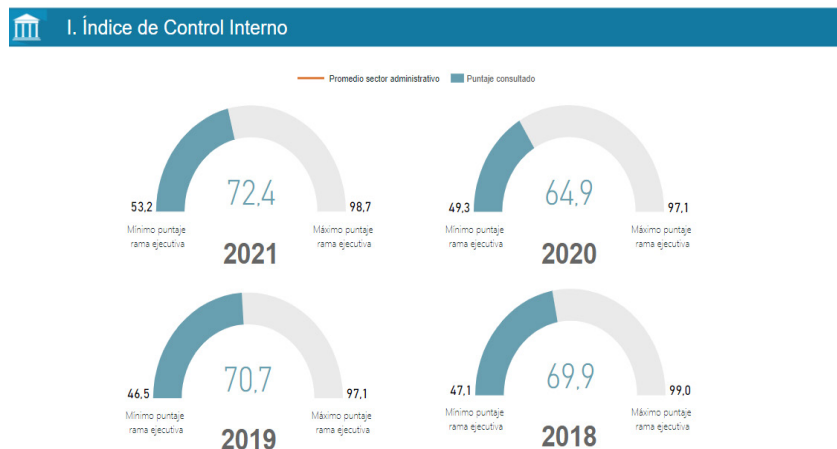 I. Índice de Control Interno
Promedio sector administrativo
Puntaje consultado
72,4
53,2
98,7
Mínimo puntaje
rama ejecutiva
Máximo puntaje
rama ejecutiva
2021
64,9
49,3
97,1
Mínimo puntaje
rama ejecutiva
Máximo puntaje
rama ejecutiva
2020
70,7
46,5
97,1
Mínimo puntaje
rama ejecutiva
Máximo puntaje
rama ejecutiva
2019
69,9
47,1
99,0
Mínimo puntaje
rama ejecutiva
Máximo puntaje
rama ejecutiva
2018